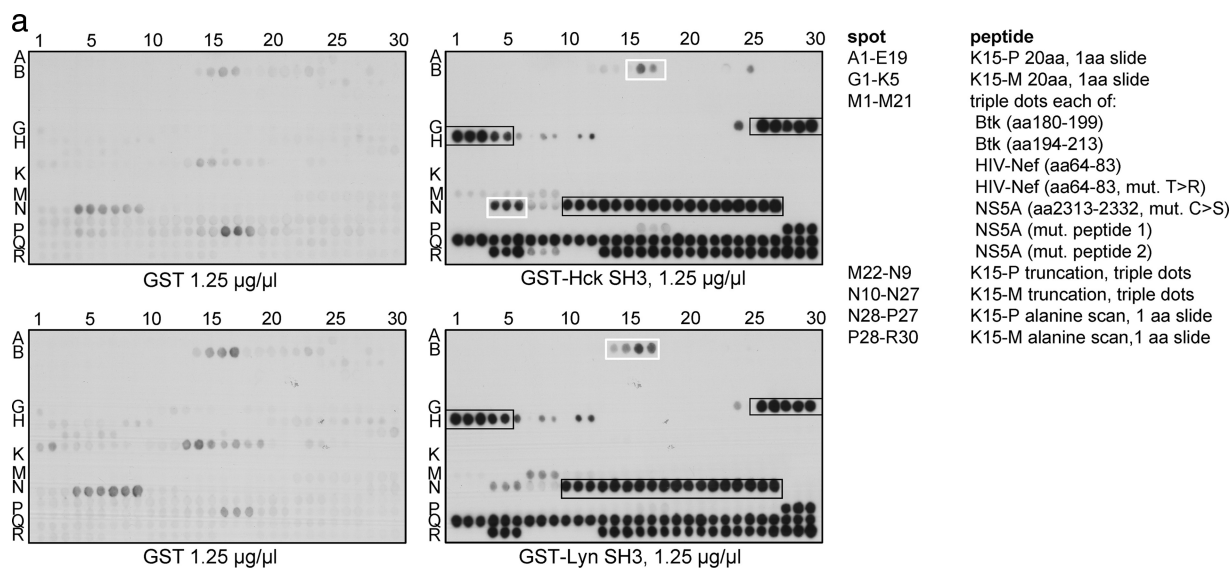 a
1 5 10 15 20 25 30
A
B
G
H
K
M
N
P
Q
R
GST 1.25 µg/µl
1 5 10 15 20 25 30
A
B
G
H
K
M
N
P
Q
R
GST-Hck SH3, 1.25 µg/µl
1 5 10 15 20 25 30
A
B
G
H
K
M
N
P
Q
R
GST 1.25 µg/µl
1 5 10 15 20 25 30
A
B
G
H
K
M
N
P
Q
R
GST-Lyn SH3, 1.25 µg/µl
spot peptide
A1-E19 K15-P 20aa, 1aa slide
G1-K5 K15-M 20aa, 1aa slide
M1-M21 triple dots each of:
Btk (aa180-199)
Btk (aa194-213)
HIV-Nef (aa64-83)
HIV-Nef (aa64-83, mut. T>R)
NS5A (aa2313-2332, mut. C>S)
NS5A (mut. peptide 1)
NS5A (mut. peptide 2)
M22-N9 K15-P truncation, triple dots
N10-N27 K15-M truncation, triple dots
N28-P27 K15-P alanine scan, 1 aa slide
P28-R30 K15-M alanine scan,1 aa slide